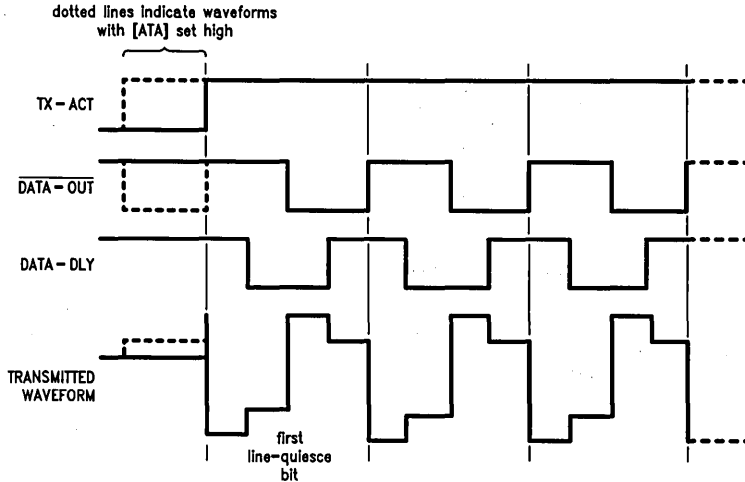 dotted lines indicate waveforms
with [ATA] set high
TX-ACT
DATA-OUT
DATA-DLY
TRANSMITTED
WAVEFORM
first
line-quiesce
bit